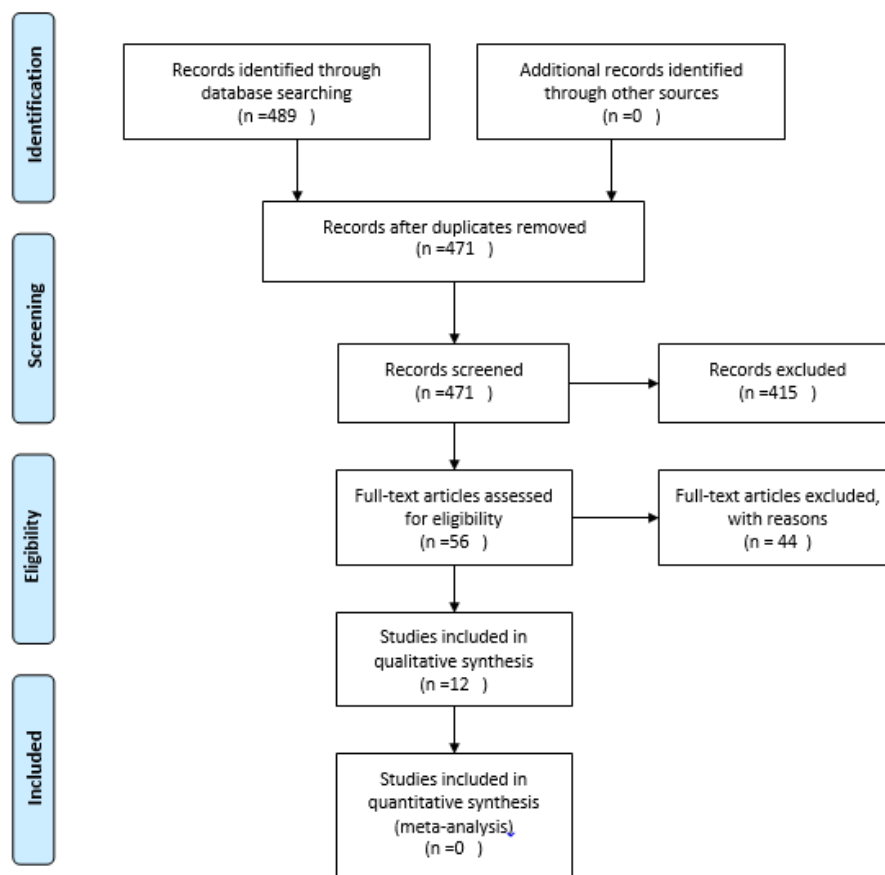 Identification
Records identified through
database searching
(n =489   )
Additional records identified
through other sources
(n =0   )
Records after duplicates removed
(n =471   )
Screening
Records screened
(n =471   )
Records excluded
(n =415   )
Eligibility
Full-text articles assessed
for eligibility
(n =56   )
Full-text articles excluded,
with reasons
(n = 44  )
Studies included in
qualitative synthesis
(n =12   )
Included
Studies included in
quantitative synthesis
(meta-analysis)
(n =0   )